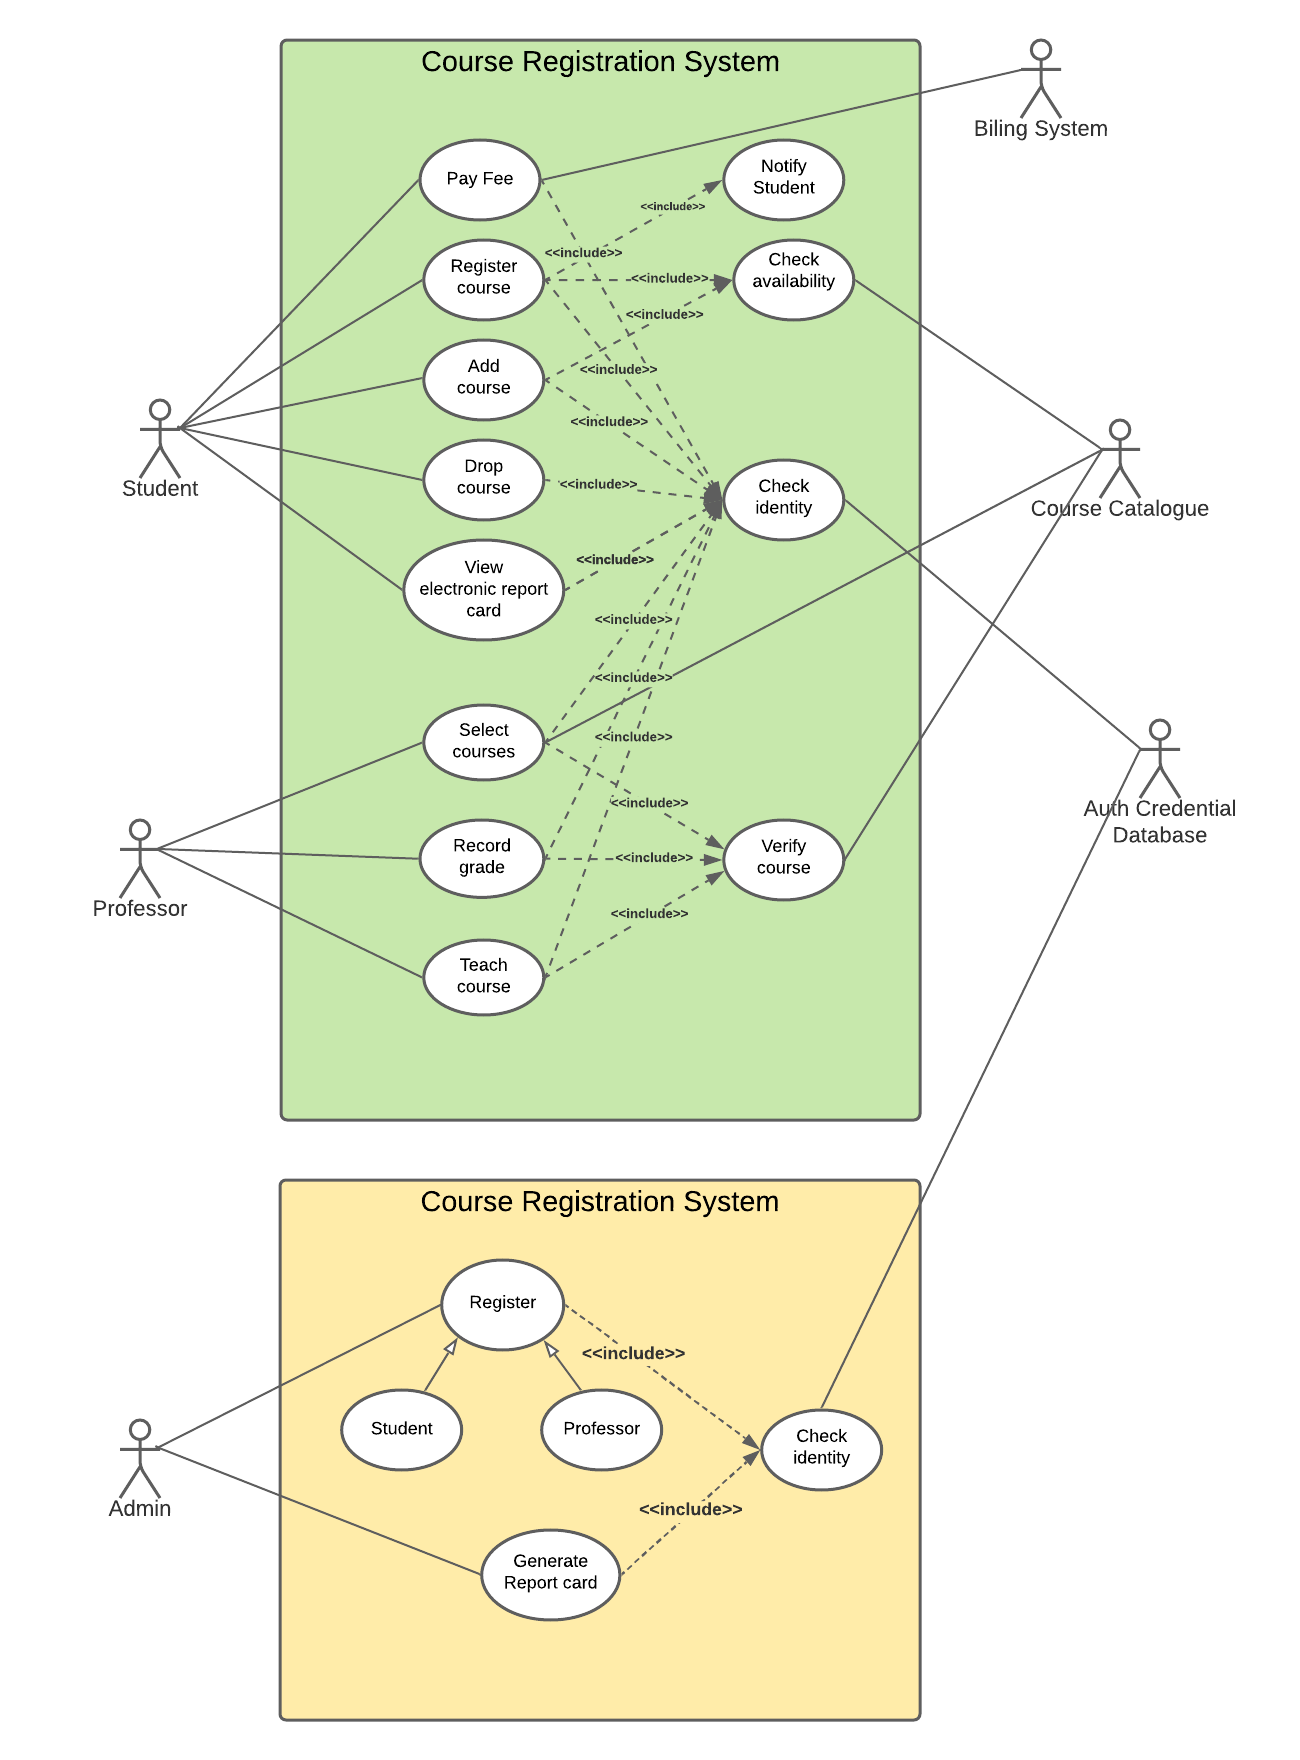 Course Registration System
Biling System
Pay Fee
Notify
Student
<<include>>
<<include>>
Register
course
<<include>>
Check
availability
<<include>>
Add
course
<<include>>
<<include>>
Student
Drop
course
<<include>>
Check
identity
Course Catalogue
View
electronic report
card
<<include>>
<<include>>
<<include>>
Select
courses
<<include>>
<<include>>
Auth Credential
Database
Professor
Record
grade
<<include>>
Verify
course
<<include>>
Teach
course
Course Registration System
Register
<<include>>
Student
Professor
Check
identity
Admin
<<include>>
Generate
Report card